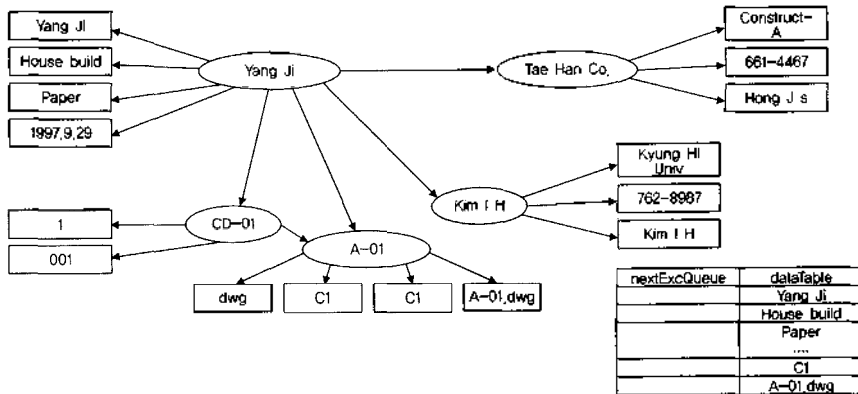 Yang JI
House build
Paper
1997,9,29
Yang Ji
Tae Han Co,
Construct-
A
661-4467
Hong J s
Kyung HI
Univ
762-8987
Kim I H
Kim I H
CD-01
1
001
A-01
dwg
C1
C1
A-01,dwg
nextExcQueue dataTable
Yang Ji
House build
Paper
....
C1
A-01,dwg